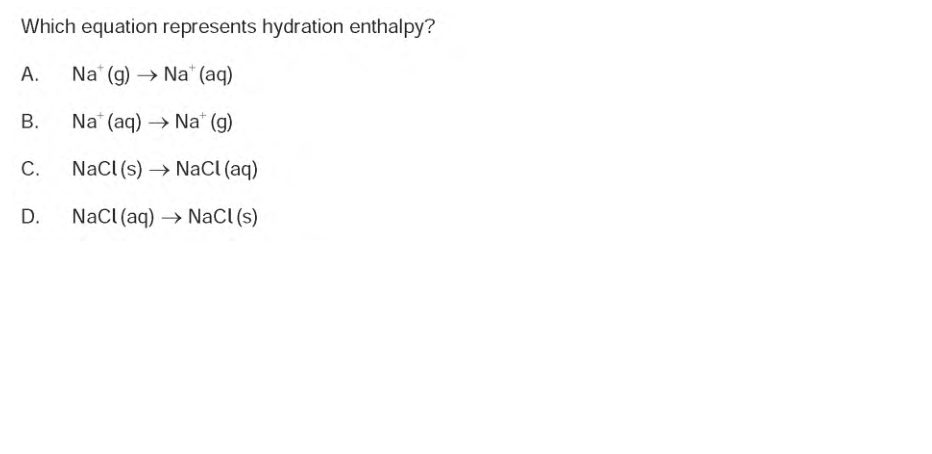 Which equation represents hydration enthalpy?
A. Na⁺ (g) → Na⁺ (aq)
B. Na⁺ (aq) → Na⁺ (g)
C. NaCl (s) → NaCl (aq)
D. NaCl (aq) → NaCl (s)